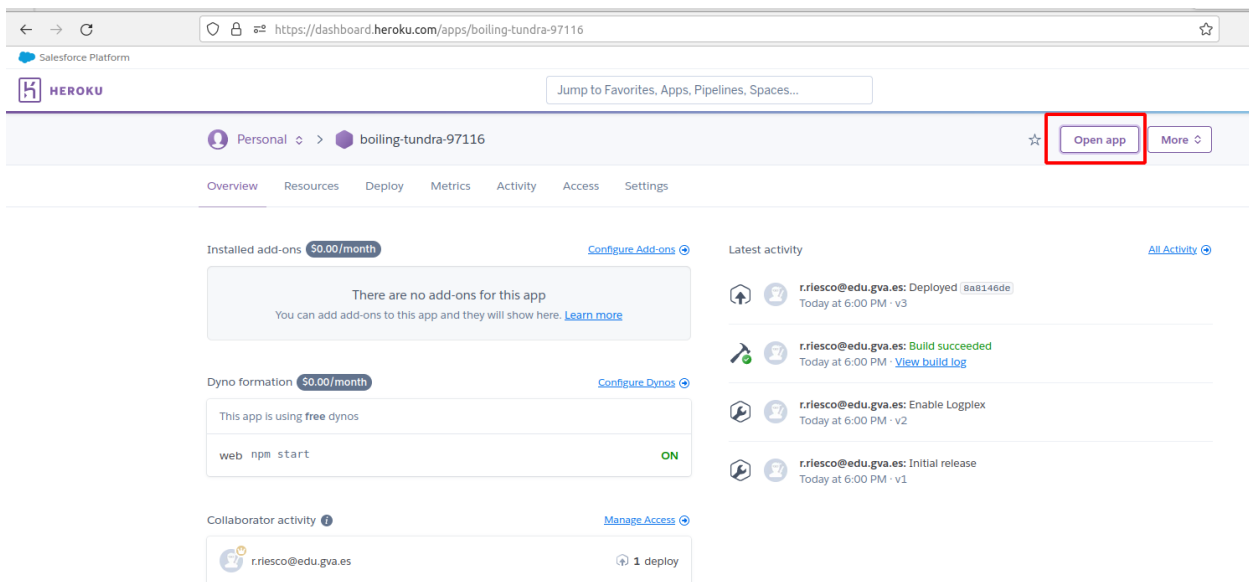 https://dashboard.heroku.com/apps/boiling-tundra-97116
Salesforce Platform
HEROKU
Jump to Favorites, Apps, Pipelines, Spaces...
Personal > boiling-tundra-97116
Open app
More
Overview Resources Deploy Metrics Activity Access Settings
Installed add-ons $0.00/month Configure Add-ons
There are no add-ons for this app
You can add add-ons to this app and they will show here. Learn more
Dyno formation $0.00/month Configure Dynos
This app is using free dynos
web npm start ON
Collaborator activity Manage Access
r.riesco@edu.gva.es 1 deploy
Latest activity All Activity
r.riesco@edu.gva.es: Deployed 8a8146de
Today at 6:00 PM · v3
r.riesco@edu.gva.es: Build succeeded
Today at 6:00 PM · View build log
r.riesco@edu.gva.es: Enable Logplex
Today at 6:00 PM · v2
r.riesco@edu.gva.es: Initial release
Today at 6:00 PM · v1